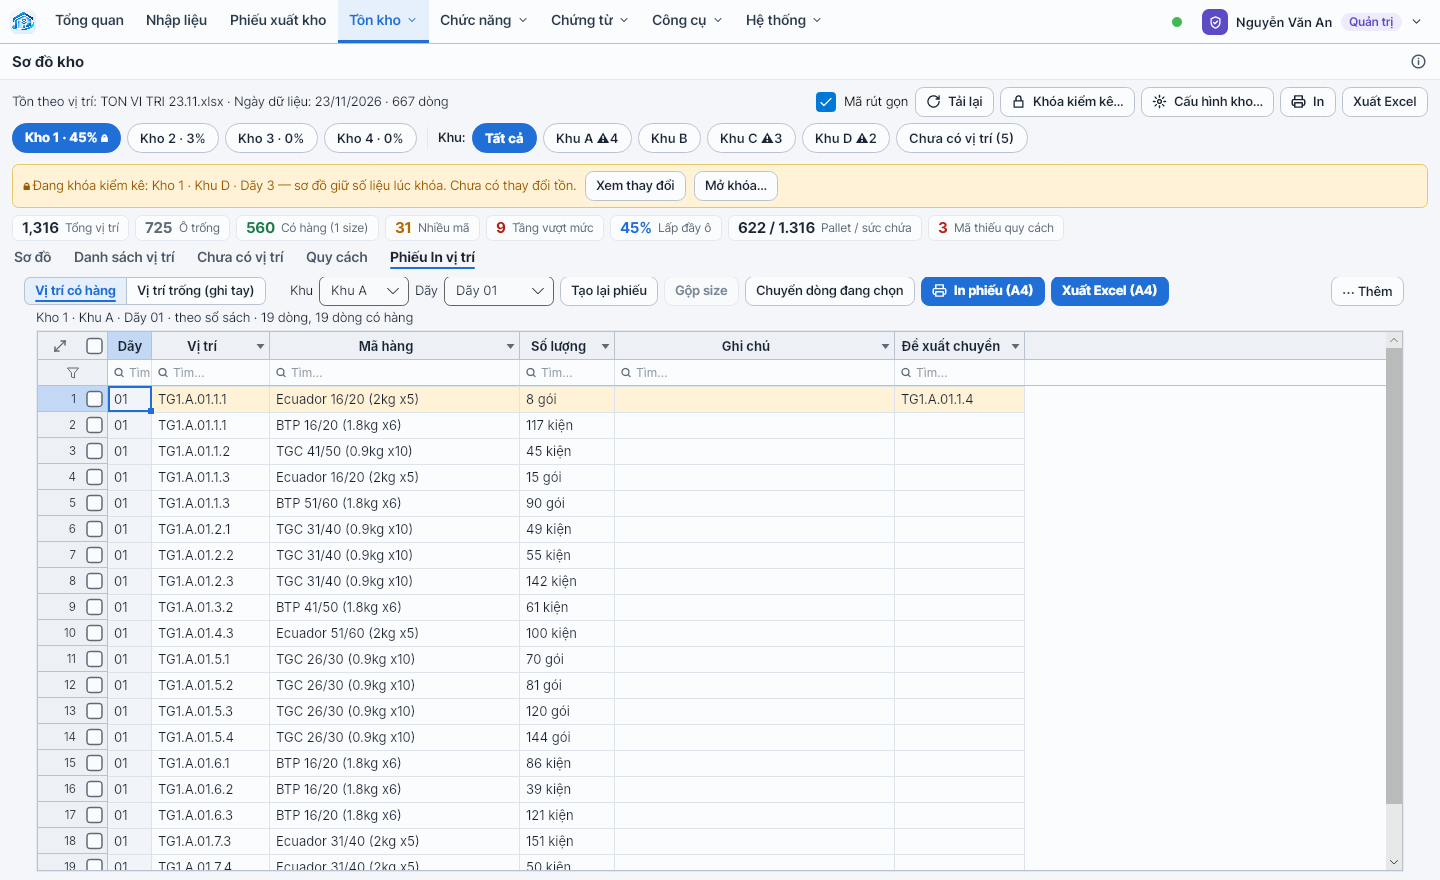 Tổng quan Nhập liệu Phiếu xuất kho Tồn kho Chức năng Chứng từ Công cụ Hệ thống Nguyễn Văn An Quản trị
Sơ đồ kho
Tồn theo vị trí: TON VI TRI 23.11.xlsx · Ngày dữ liệu: 23/11/2026 · 667 dòng Mã rút gọn Tải lại Khóa kiểm kê... Cấu hình kho... In Xuất Excel
Kho 1 · 45% Kho 2 · 3% Kho 3 · 0% Kho 4 · 0% Khu: Tất cả Khu A ⚠4 Khu B Khu C ⚠3 Khu D ⚠2 Chưa có vị trí (5)
Đang khóa kiểm kê: Kho 1 · Khu D · Dãy 3 — sơ đồ giữ số liệu lúc khóa. Chưa có thay đổi tồn. Xem thay đổi Mở khóa...
1,316 Tổng vị trí 725 Ô trống 560 Có hàng (1 size) 31 Nhiều mã 9 Tầng vượt mức 45% Lấp đầy ô 622 / 1.316 Pallet / sức chứa 3 Mã thiếu quy cách
Sơ đồ Danh sách vị trí Chưa có vị trí Quy cách Phiếu In vị trí
Vị trí có hàng Vị trí trống (ghi tay) Khu Khu A Dãy Dãy 01 Tạo lại phiếu Gộp size Chuyển dòng đang chọn In phiếu (A4) Xuất Excel (A4) ··· Thêm
Kho 1 · Khu A · Dãy 01 · theo sổ sách · 19 dòng, 19 dòng có hàng
Dãy Vị trí Mã hàng Số lượng Ghi chú Đề xuất chuyển
Tìm Tìm... Tìm... Tìm... Tìm... Tìm...
1 01 TG1.A.01.1.1 Ecuador 16/20 (2kg x5) 8 gói TG1.A.01.1.4
2 01 TG1.A.01.1.1 BTP 16/20 (1.8kg x6) 117 kiện
3 01 TG1.A.01.1.2 TGC 41/50 (0.9kg x10) 45 kiện
4 01 TG1.A.01.1.3 Ecuador 16/20 (2kg x5) 15 gói
5 01 TG1.A.01.1.3 BTP 51/60 (1.8kg x6) 90 gói
6 01 TG1.A.01.2.1 TGC 31/40 (0.9kg x10) 49 kiện
7 01 TG1.A.01.2.2 TGC 31/40 (0.9kg x10) 55 kiện
8 01 TG1.A.01.2.3 TGC 31/40 (0.9kg x10) 142 kiện
9 01 TG1.A.01.3.2 BTP 41/50 (1.8kg x6) 61 kiện
10 01 TG1.A.01.4.3 Ecuador 51/60 (2kg x5) 100 kiện
11 01 TG1.A.01.5.1 TGC 26/30 (0.9kg x10) 70 gói
12 01 TG1.A.01.5.2 TGC 26/30 (0.9kg x10) 81 gói
13 01 TG1.A.01.5.3 TGC 26/30 (0.9kg x10) 120 gói
14 01 TG1.A.01.5.4 TGC 26/30 (0.9kg x10) 144 gói
15 01 TG1.A.01.6.1 BTP 16/20 (1.8kg x6) 86 kiện
16 01 TG1.A.01.6.2 BTP 16/20 (1.8kg x6) 39 kiện
17 01 TG1.A.01.6.3 BTP 16/20 (1.8kg x6) 121 kiện
18 01 TG1.A.01.7.3 Ecuador 31/40 (2kg x5) 151 kiện
19 01 TG1.A.01.7.4 Ecuador 31/40 (2kg x5) 50 kiện